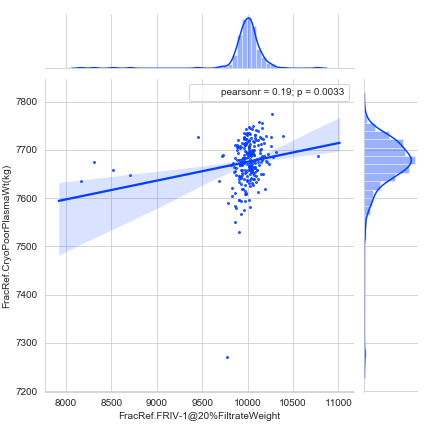 pearsonr = 0.19; p = 0.0033
7800
7700
7600
7500
7400
7300
7200
FracRef.CryoPoorPlasmaWt(kg)
8000 8500 9000 9500 10000 10500 11000
FracRef.FRIV-1@20%FiltrateWeight